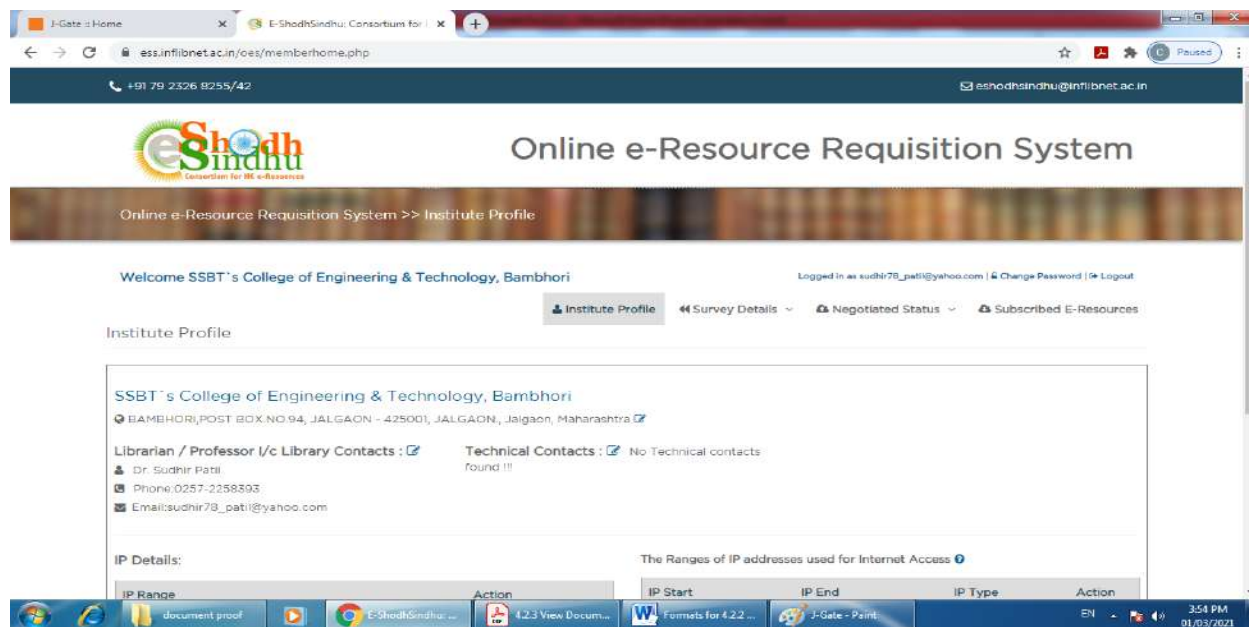 J-Gate :: Home
E-ShodhSindhu: Consortium for
ess.inflibnet.ac.in/oes/memberhome.php
Paused
+91 79 2326 8255/42
eshodhsindhu@inflibnet.ac.in
e Shodh Sindhu
Consortium for HE e-Resources
Online e-Resource Requisition System
Online e-Resource Requisition System >> Institute Profile
Welcome SSBT`s College of Engineering & Technology, Bambhori
Logged in as sudhir78_patil@yahoo.com | Change Password | Logout
Institute Profile
Survey Details
Negotiated Status
Subscribed E-Resources
Institute Profile
SSBT`s College of Engineering & Technology, Bambhori
BAMBHORI,POST BOX NO.94, JALGAON - 425001, JALGAON,, Jalgaon, Maharashtra
Librarian / Professor I/c Library Contacts :
Dr. Sudhir Patil
Phone:0257-2258393
Email:sudhir78_patil@yahoo.com
Technical Contacts : No Technical contacts
found !!!
IP Details:
The Ranges of IP addresses used for Internet Access
IP Range
Action
IP Start
IP End
IP Type
Action
document proof
E-ShodhSindhu: ...
4.2.3 View Docum...
Formats for 4.2.2 ...
J-Gate - Paint
EN
3:54 PM
01/03/2021